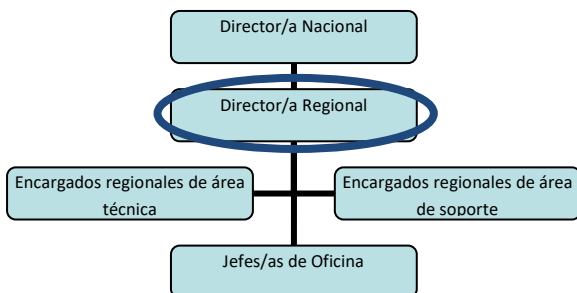 Director/a Nacional
Director/a Regional
Encargados regionales de área
técnica
Encargados regionales de área
de soporte
Jefes/as de Oficina